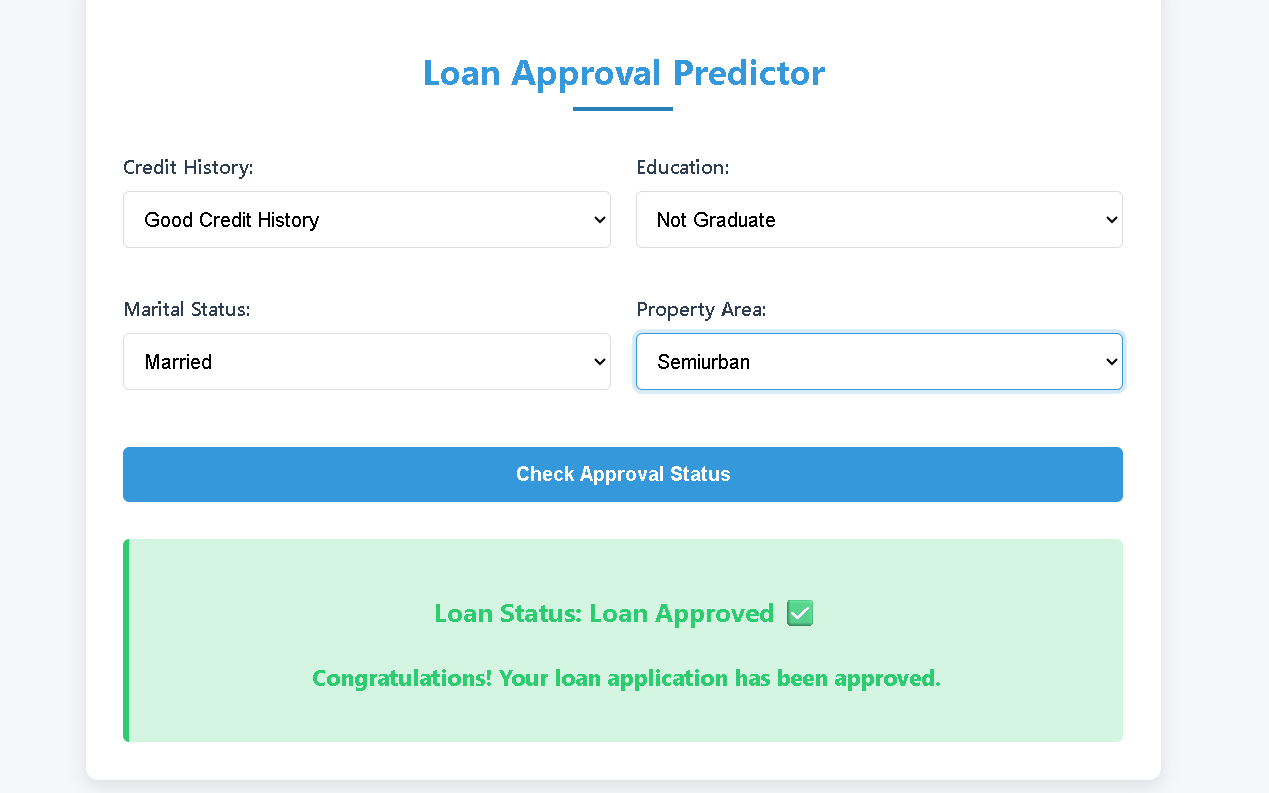 Loan Approval Predictor
Credit History:
Education:
Good Credit History
Not Graduate
Marital Status:
Property Area:
Married
Semiurban
Check Approval Status
Loan Status: Loan Approved ✅
Congratulations! Your loan application has been approved.